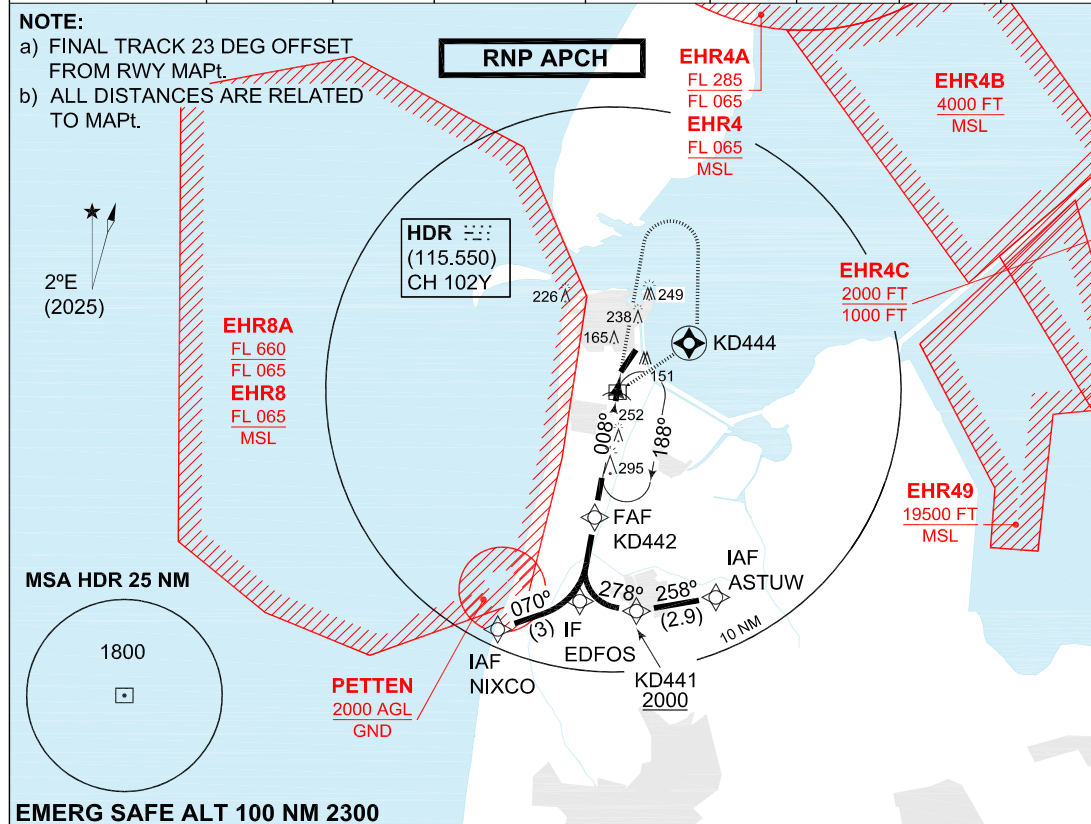 NOTE:
a) FINAL TRACK 23 DEG OFFSET
FROM RWY MAPt.
b) ALL DISTANCES ARE RELATED
TO MAPt.
RNP APCH
EHR4A
FL 285
FL 065
EHR4
FL 065
MSL
EHR4B
4000 FT
MSL
2ºE
(2025)
HDR
(115.550)
CH 102Y
226
249
238
165
151
KD444
EHR4C
2000 FT
1000 FT
EHR8A
FL 660
FL 065
EHR8
FL 065
MSL
252
008º
188º
295
EHR49
19500 FT
MSL
FAF
KD442
IAF
ASTUW
278º
258º
(2.9)
070º
(3)
IF
EDFOS
10 NM
IAF
NIXCO
KD441
2000
PETTEN
2000 AGL
GND
MSA HDR 25 NM
1800
EMERG SAFE ALT 100 NM 2300